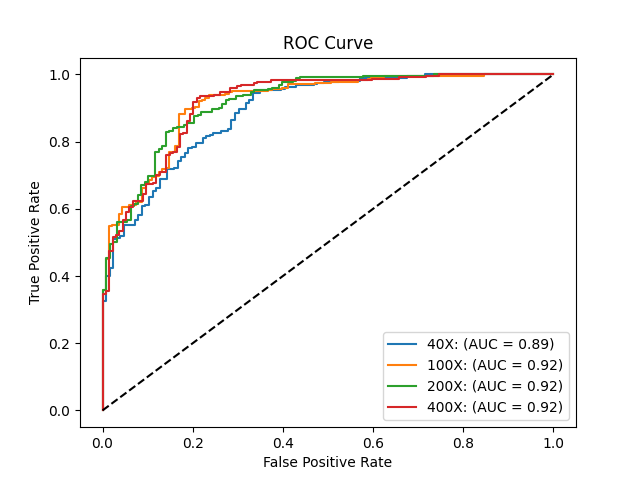 ROC Curve
1.0
0.8
0.6
0.4
0.2
0.0
True Positive Rate
0.0 0.2 0.4 0.6 0.8 1.0
False Positive Rate
40X: (AUC = 0.89)
100X: (AUC = 0.92)
200X: (AUC = 0.92)
400X: (AUC = 0.92)